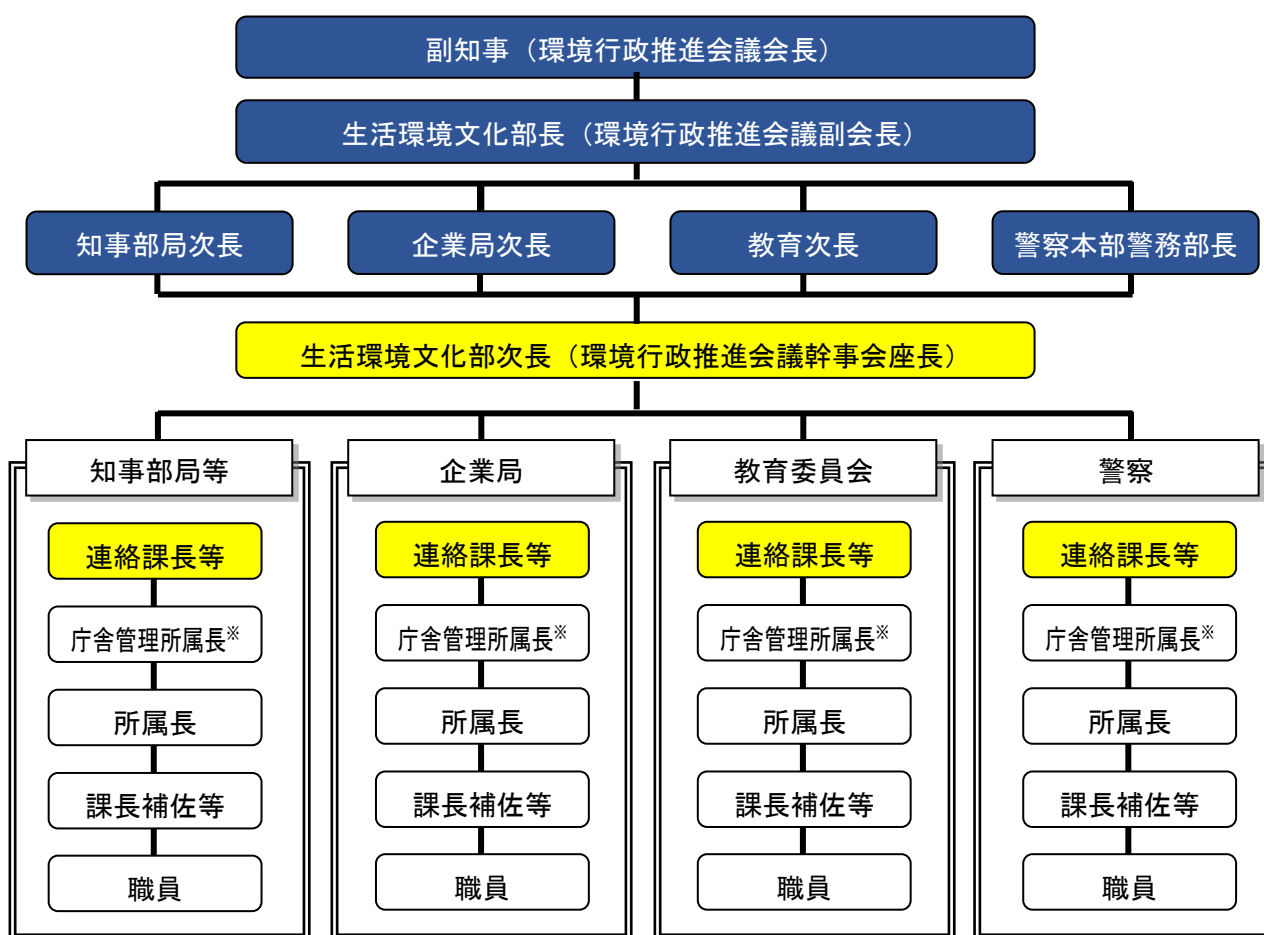 副知事（環境行政推進会議会長）
生活環境文化部長（環境行政推進会議副会長）
知事部局次長
企業局次長
教育次長
警察本部警務部長
生活環境文化部次長（環境行政推進会議幹事会座長）
知事部局等
連絡課長等
庁舎管理所属長※
所属長
課長補佐等
職員
企業局
連絡課長等
庁舎管理所属長※
所属長
課長補佐等
職員
教育委員会
連絡課長等
庁舎管理所属長※
所属長
課長補佐等
職員
警察
連絡課長等
庁舎管理所属長※
所属長
課長補佐等
職員